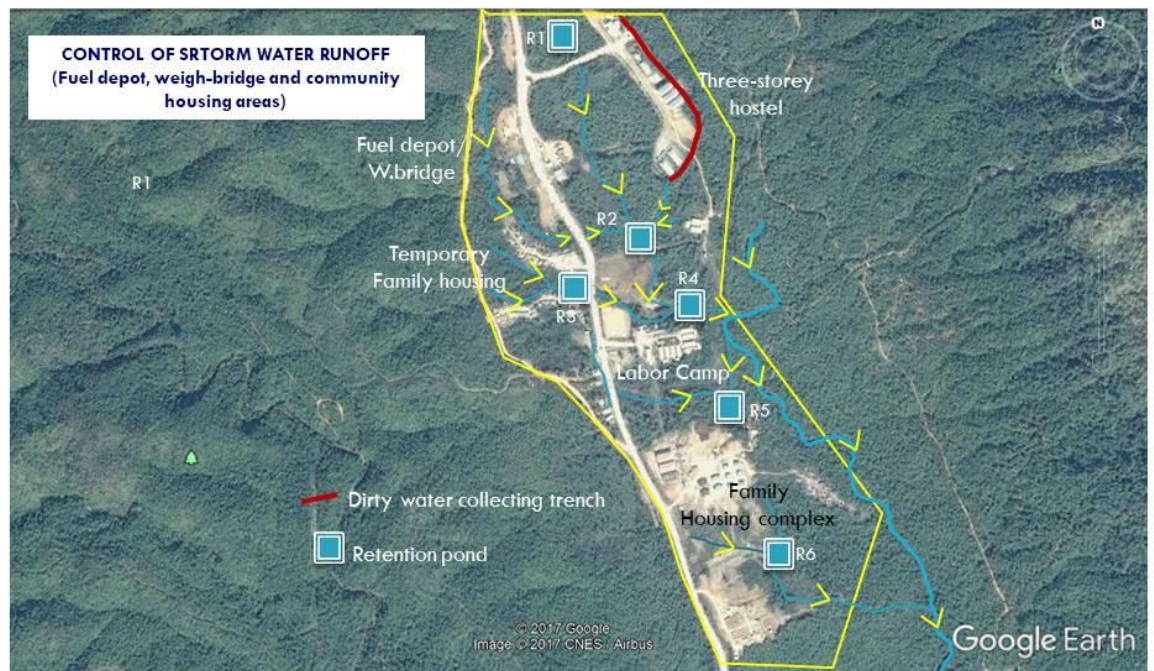 CONTROL OF SRTORM WATER RUNOFF
(Fuel depot, weigh-bridge and community
housing areas)
N
R1
Three-storey
hostel
Fuel depot/
W.bridge
R1
R2
Temporary
Family housing
R4
R3
Labor Camp
R5
Family
Housing complex
Dirty water collecting trench
R6
Retention pond
© 2017 Google
Image © 2017 CNES / Airbus
Google Earth